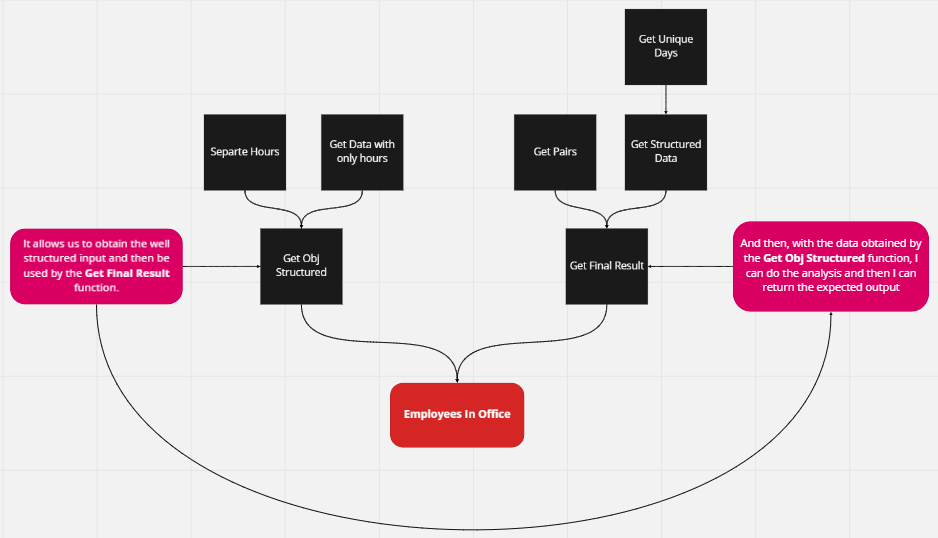 Get Unique
Days
Separte Hours
Get Data with
only hours
Get Pairs
Get Structured
Data
It allows us to obtain the well
structured input and then be
used by the Get Final Result
function.
Get Obj
Structured
Get Final Result
And then, with the data obtained by
the Get Obj Structured function, I
can do the analysis and then I can
return the expected output
Employees In Office